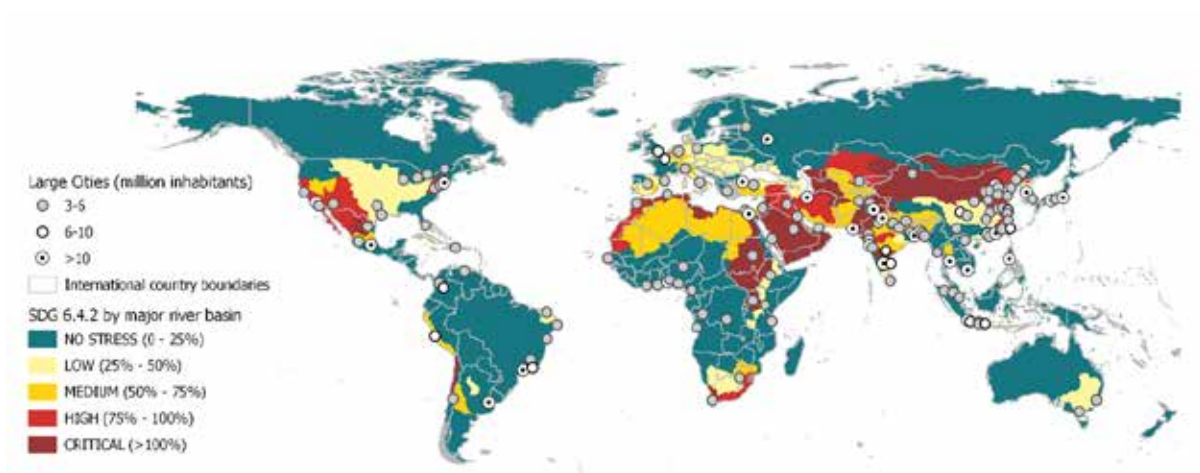 Large Cities (million inhabitants)
3-6
6-10
>10
International country boundaries
SDG 6.4.2 by major river basin
NO STRESS (0 - 25%)
LOW (25% - 50%)
MEDIUM (50% - 75%)
HIGH (75% - 100%)
CRITICAL (>100%)